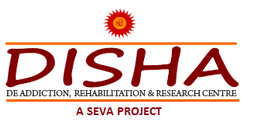 DISHA
DE ADDICTION, REHABILITATION & RESEARCH CENTRE
A SEVA PROJECT